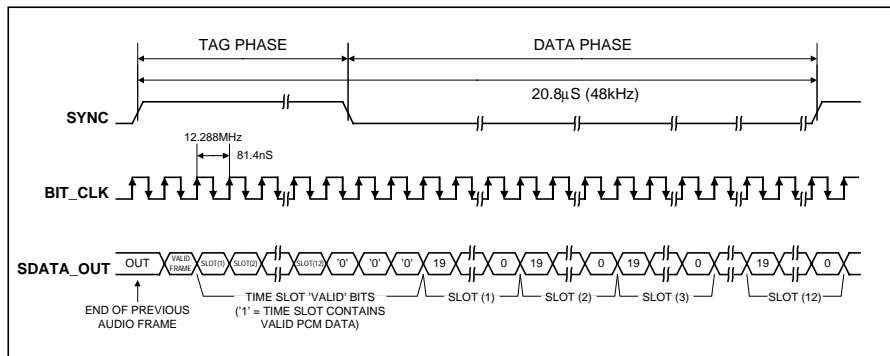 TAG PHASE
DATA PHASE
20.8μS (48kHz)
SYNC
12.288MHz
81.4nS
BIT_CLK
SDATA_OUT
OUT
VALID
FRAME
SLOT(1)
SLOT(2)
SLOT(12)
'0'
'0'
'0'
19
0
19
0
19
0
19
0
END OF PREVIOUS
AUDIO FRAME
TIME SLOT 'VALID' BITS
('1' = TIME SLOT CONTAINS
VALID PCM DATA)
SLOT (1)
SLOT (2)
SLOT (3)
SLOT (12)